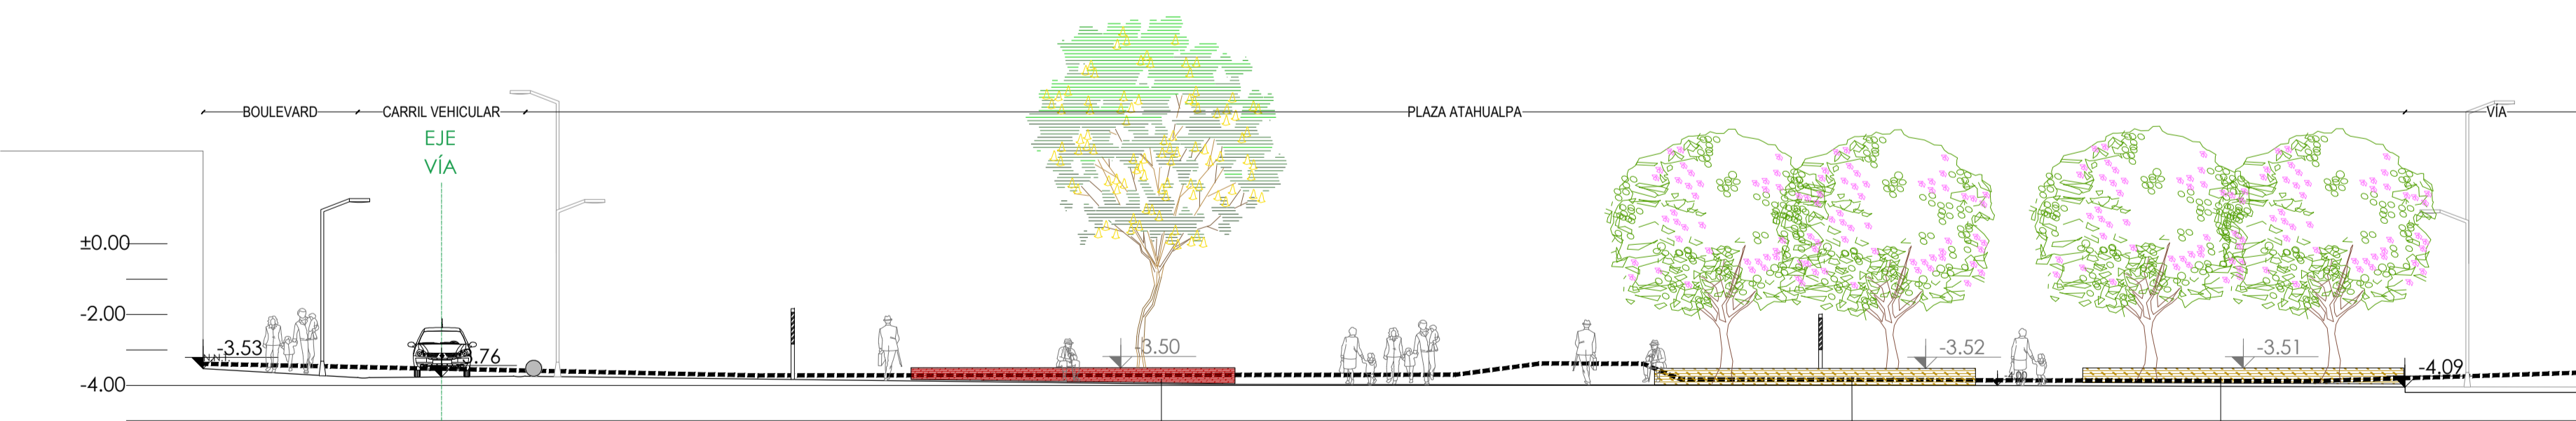 BOULEVARD
CARRIL VEHICULAR
PLAZA ATAHUALPA
VÍA
EJE
VÍA
±0.00
-2.00
-4.00
-3.53
-3.50
-3.52
-3.51
-4.09